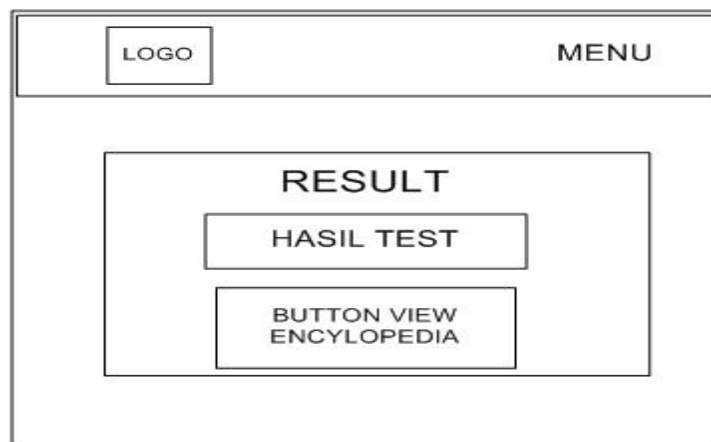 LOGO
MENU
RESULT
HASIL TEST
BUTTON VIEW
ENCYLOPEDIA